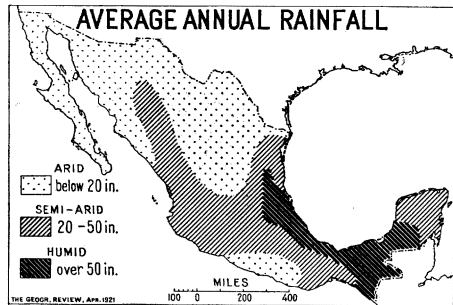 AVERAGE ANNUAL RAINFALL
ARID
below 20 in.
SEMI-ARID
20-50 in.
HUMID
over 50 in.
MILES
100 0 200 400
THE GEOGR. REVIEW, APR. 1921